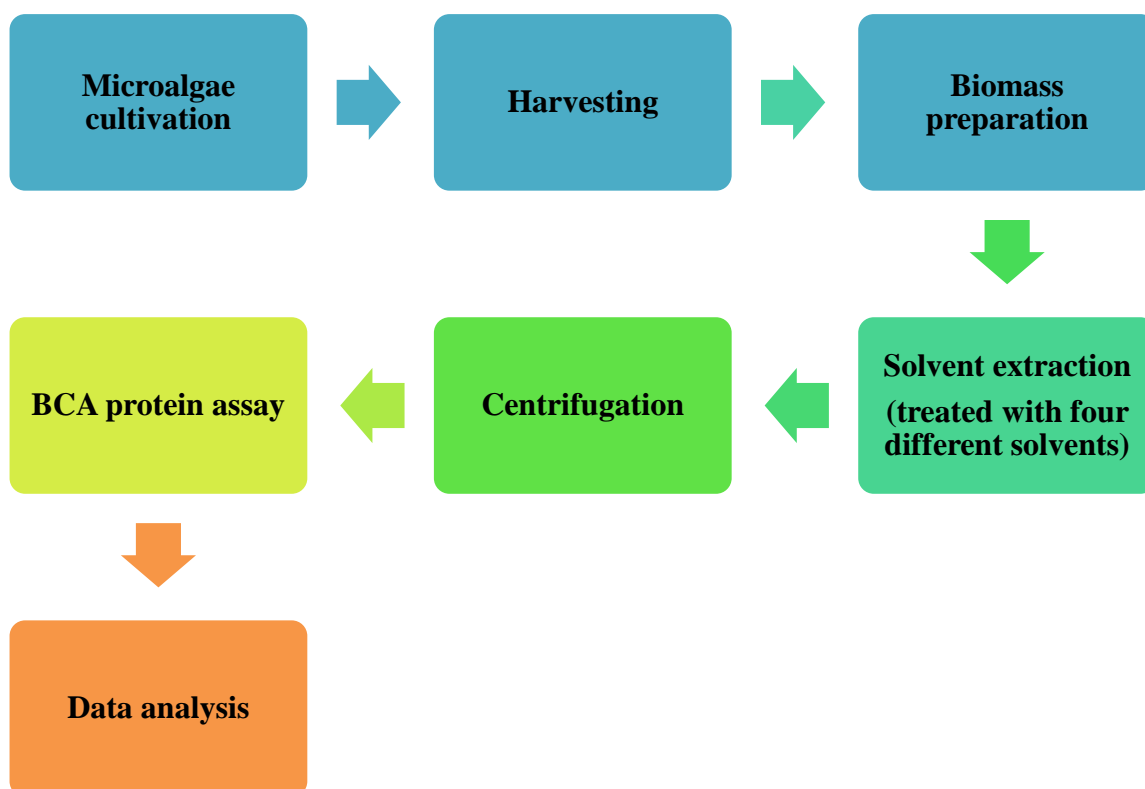 Microalgae
cultivation
Harvesting
Biomass
preparation
Solvent extraction
(treated with four
different solvents)
Centrifugation
BCA protein assay
Data analysis